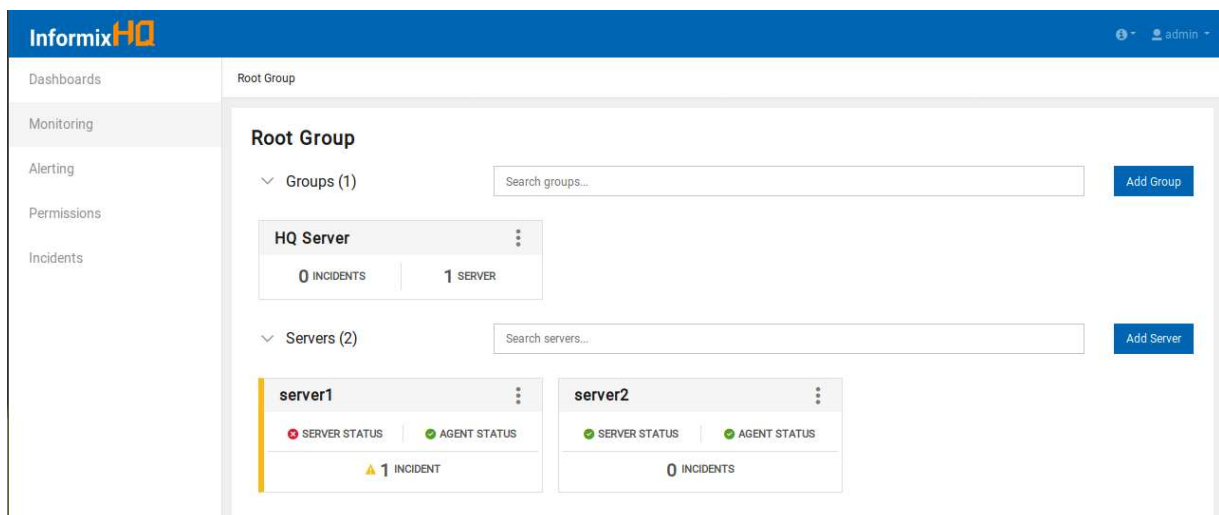 InformixHQ
admin
Dashboards
Monitoring
Alerting
Permissions
Incidents
Root Group
Root Group
Groups (1)
Search groups...
Add Group
HQ Server
0 INCIDENTS
1 SERVER
Servers (2)
Search servers...
Add Server
server1
SERVER STATUS
AGENT STATUS
1 INCIDENT
server2
SERVER STATUS
AGENT STATUS
0 INCIDENTS